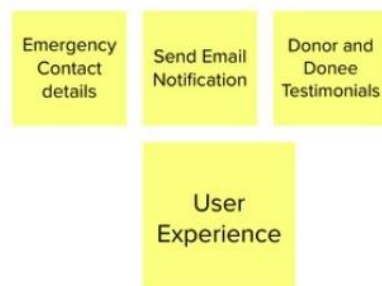 Emergency
Contact
details
Send Email
Notification
Donor and
Donee
Testimonials
User
Experience